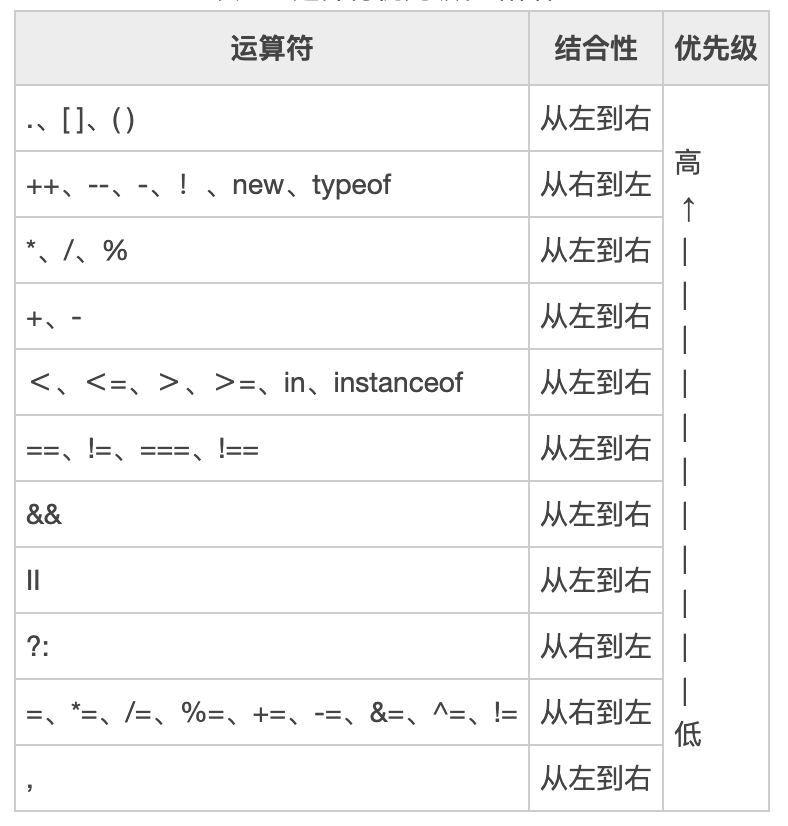 运算符 结合性 优先级
.、[ ]、( ) 从左到右
高
++、--、-、！、new、typeof 从右到左
↑
*、/、% 从左到右
|
|
+、- 从左到右
|
＜、＜=、＞、＞=、in、instanceof 从左到右
|
|
==、!=、===、!== 从左到右
|
&& 从左到右
|
|
II 从左到右
|
?: 从右到左
|
|
=、*=、/=、%=、+=、-=、&=、^=、!= 从右到左
低
, 从左到右